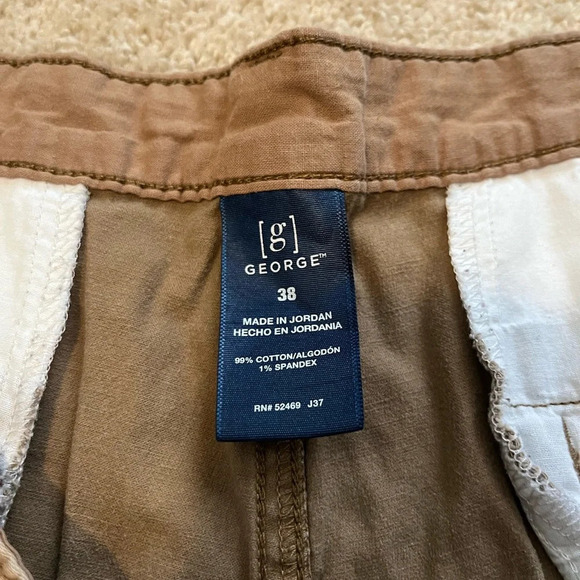 [g]
GEORGE™
38
MADE IN JORDAN
HECHO EN JORDANIA
99% COTTON/ALGODÓN
1% SPANDEX
RN# 52469 J37